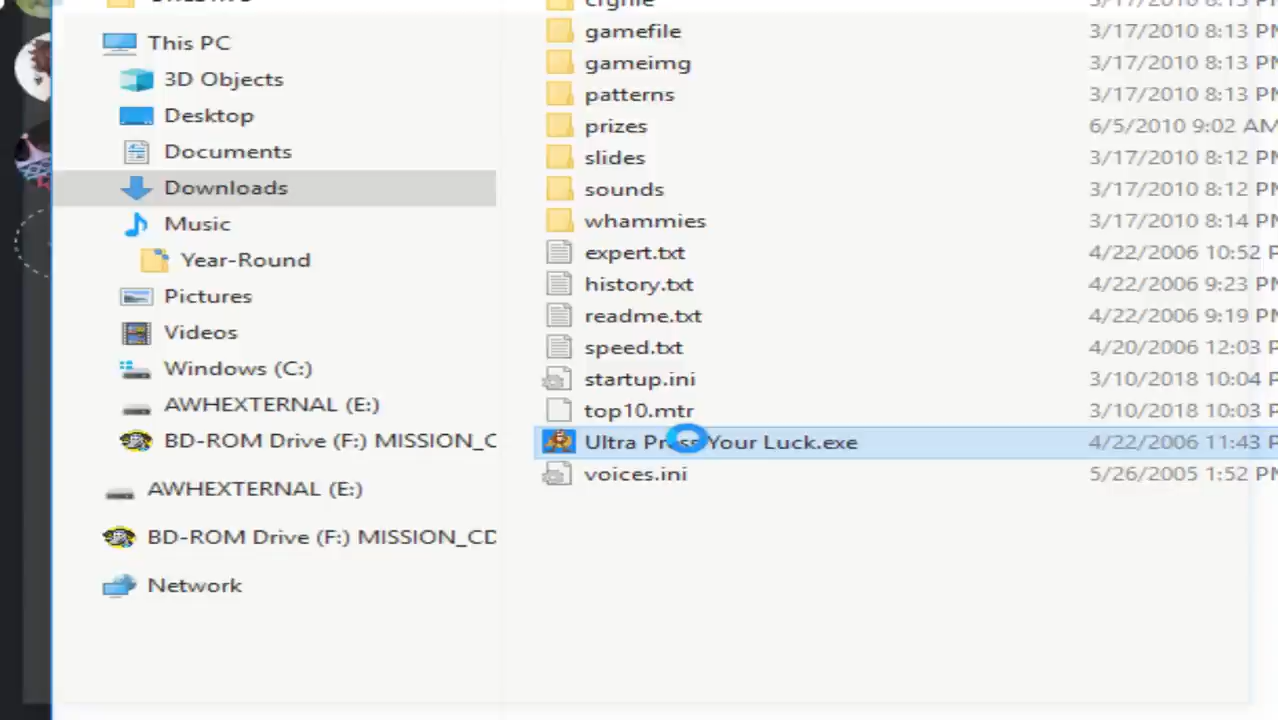 This PC
3D Objects
Desktop
Documents
Downloads
Music
Year-Round
Pictures
Videos
Windows (C:)
AWHEXTERNAL (E:)
BD-ROM Drive (F:) MISSION_C
AWHEXTERNAL (E:)
BD-ROM Drive (F:) MISSION_CD
Network
gamefile 3/17/2010 8:13 PM
gameimg 3/17/2010 8:13 PM
patterns 3/17/2010 8:13 PM
prizes 6/5/2010 9:02 AM
slides 3/17/2010 8:12 PM
sounds 3/17/2010 8:12 PM
whammies 3/17/2010 8:14 PM
expert.txt 4/22/2006 10:52 P
history.txt 4/22/2006 9:23 PM
readme.txt 4/22/2006 9:19 PM
speed.txt 4/20/2006 12:03 P
startup.ini 3/10/2018 10:04 P
top10.mtr 3/10/2018 10:03 P
Ultra Press Your Luck.exe 4/22/2006 11:43 P
voices.ini 5/26/2005 1:52 PM